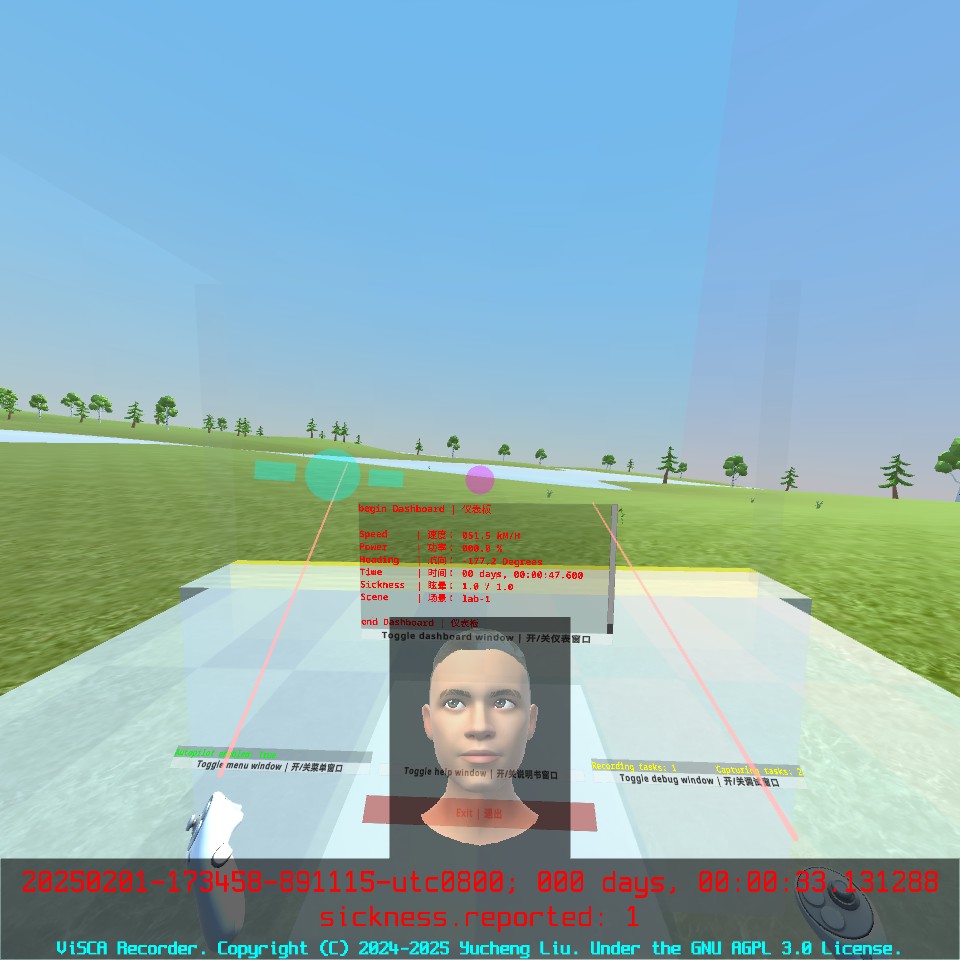 begin Dashboard | 仪表板
Speed | 速度: 051.5 kM/H
Power | 功率: 000.0 %
Heading | 航向: -177.2 Degrees
Time | 时间: 00 days, 00:00:47.600
Sickness | 眩晕: 1.0 / 1.0
Scene | 场景: lab-1
end Dashboard | 仪表板
Toggle dashboard window | 开/关仪表窗口
Toggle menu window | 开/关菜单窗口
Toggle help window | 开/关说明书窗口
Recording tasks: 1 Capturing tasks: 2
Toggle debug window | 开/关调试窗口
Exit | 退出
20250201-173458-891115-utc0800; 000 days, 00:00:33.131288
sickness.reported: 1
ViSCA Recorder. Copyright (C) 2024-2025 Yucheng Liu. Under the GNU AGPL 3.0 License.